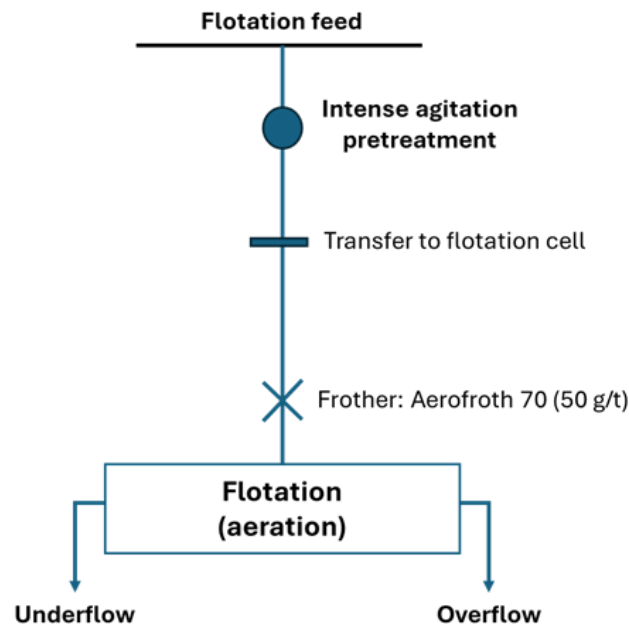 Flotation feed
Intense agitation
pretreatment
Transfer to flotation cell
Frother: Aerofroth 70 (50 g/t)
Flotation
(aeration)
Underflow
Overflow